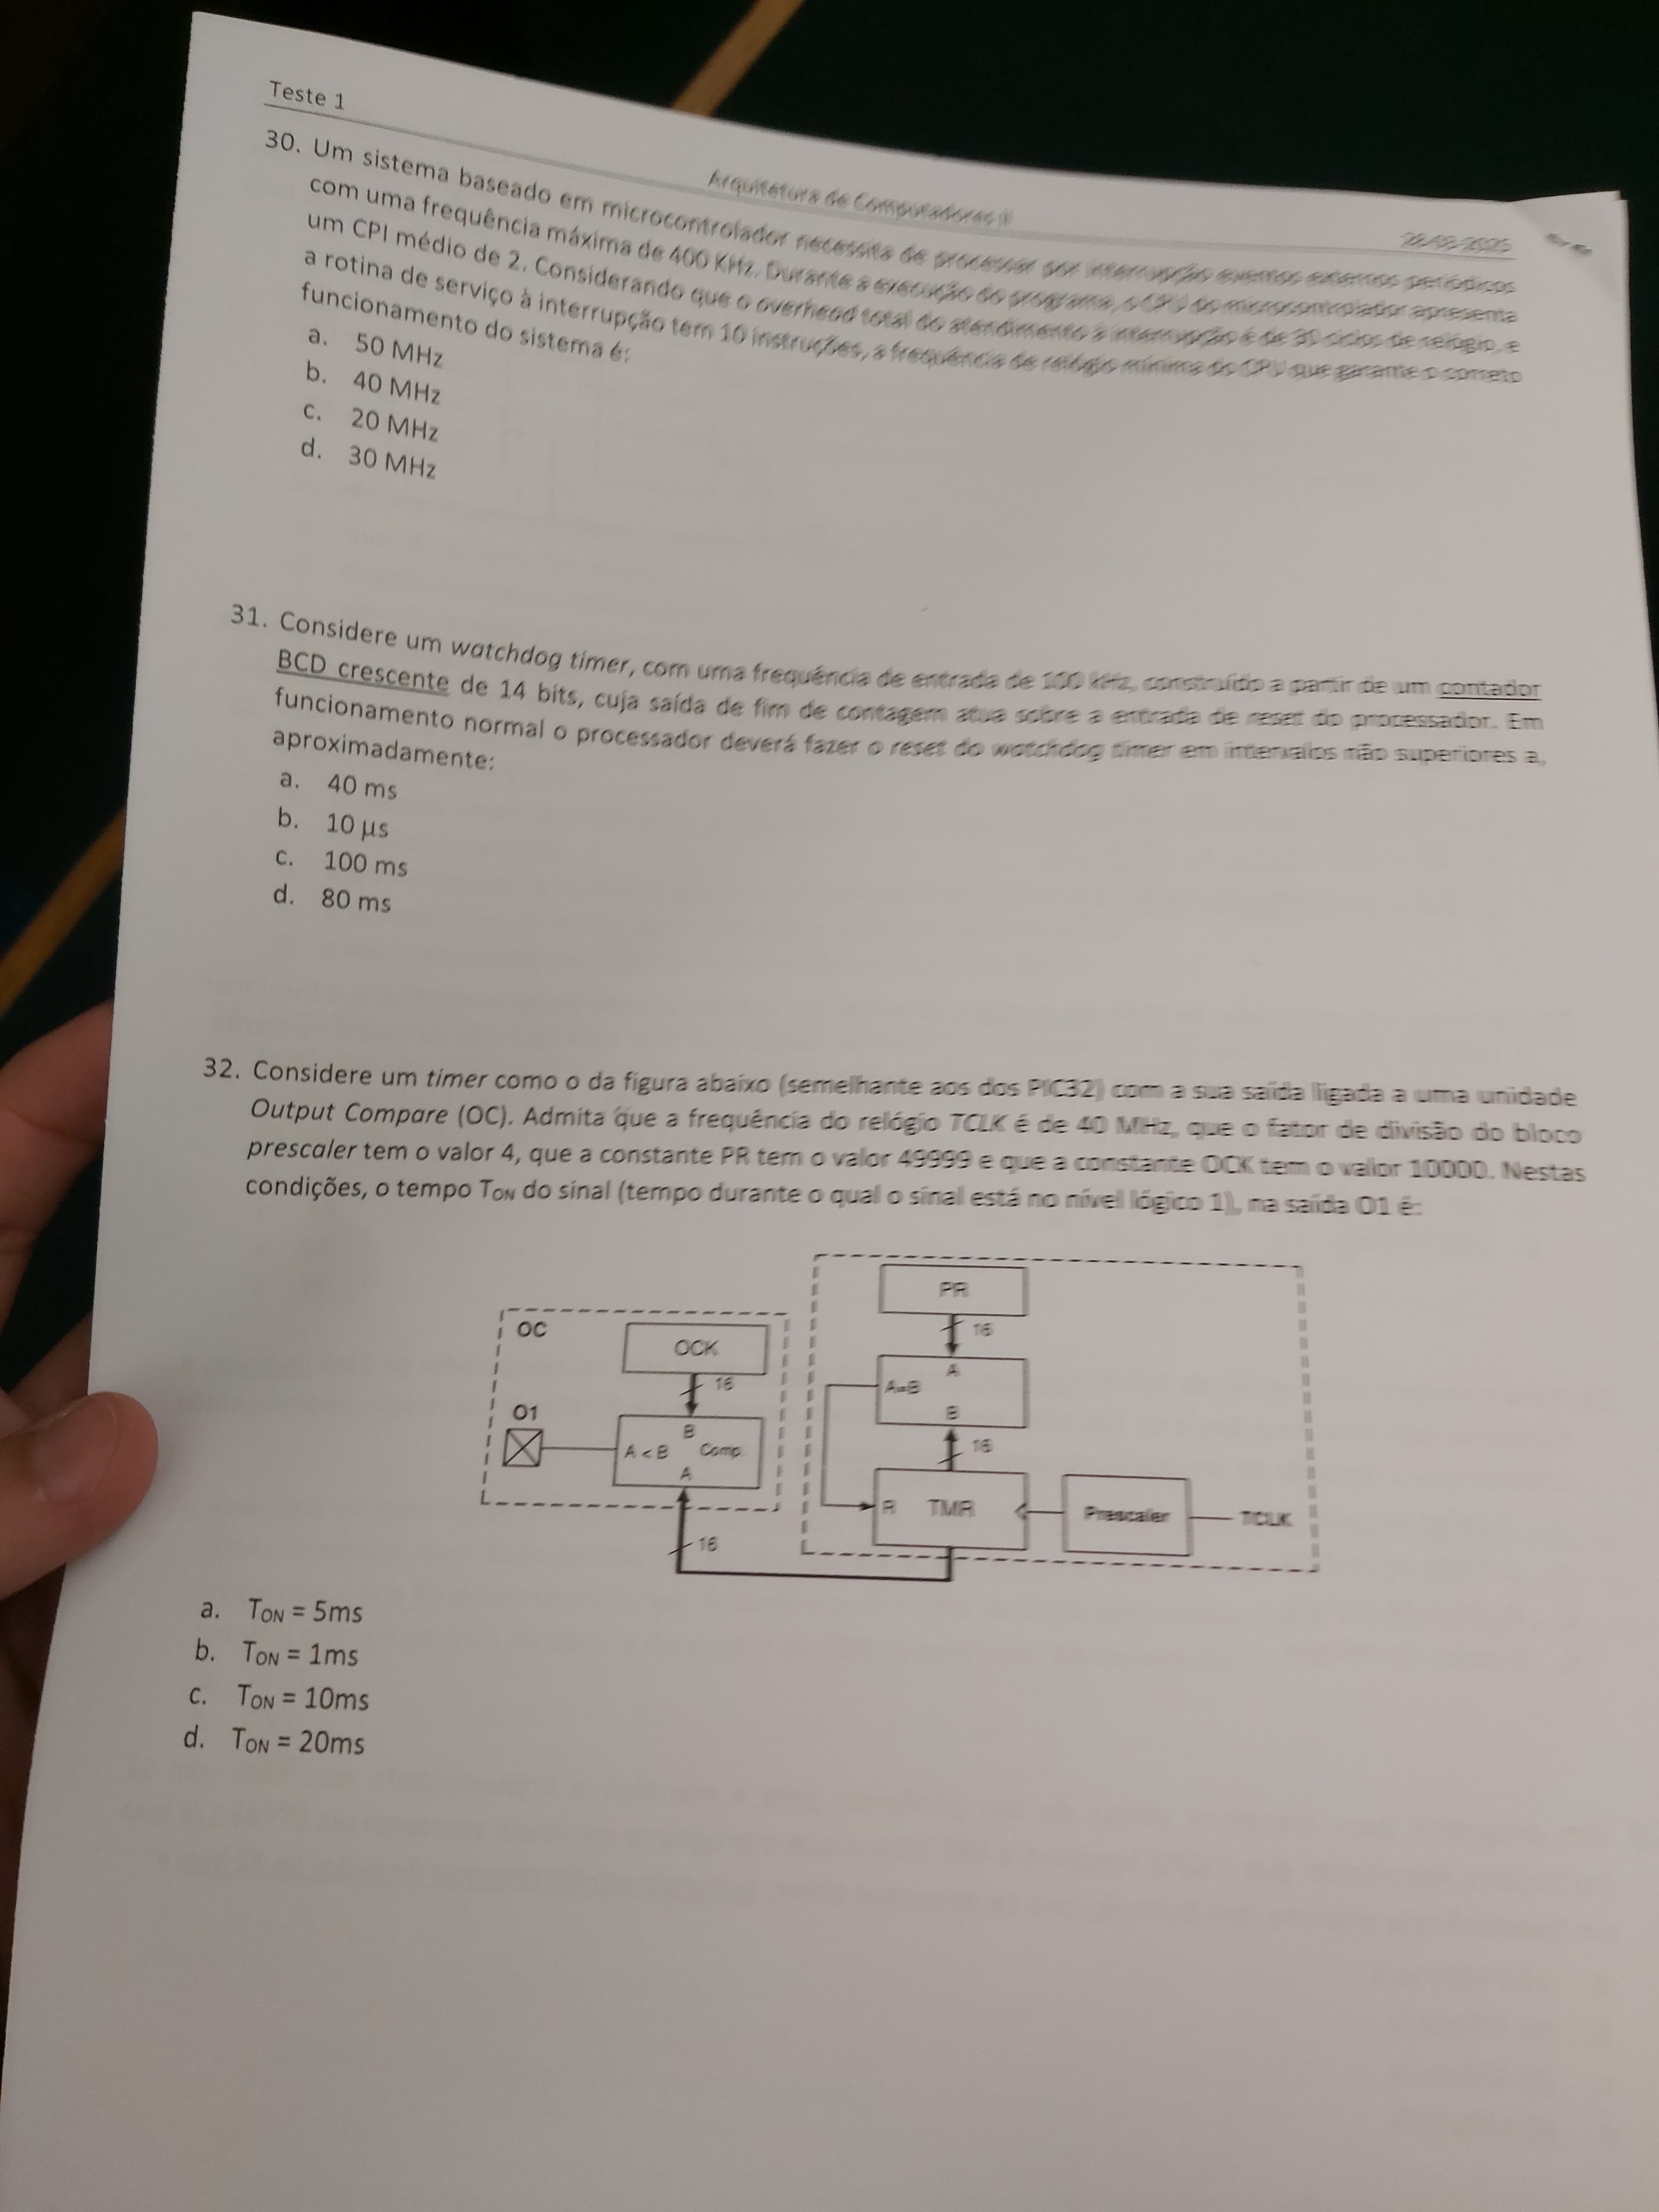 Teste 1
Arquitetura de Computadores II
30. Um sistema baseado em microcontrolador necessita de processar por interrupção eventos externos periódicos
com uma frequência máxima de 400 KHz. Durante a execução do programa, o CPU do microcontrolador apresenta
um CPI médio de 2. Considerando que o overhead total do atendimento à interrupção é de 30 ciclos de relógio, e
a rotina de serviço à interrupção tem 10 instruções, a frequência de relógio mínima do CPU que garante o correto
funcionamento do sistema é:
a. 50 MHz
b. 40 MHz
c. 20 MHz
d. 30 MHz
31. Considere um watchdog timer, com uma frequência de entrada de 100 kHz, construído a partir de um contador
BCD crescente de 14 bits, cuja saída de fim de contagem atua sobre a entrada de reset do processador. Em
funcionamento normal o processador deverá fazer o reset do watchdog timer em intervalos não superiores a,
aproximadamente:
a. 40 ms
b. 10 µs
c. 100 ms
d. 80 ms
32. Considere um timer como o da figura abaixo (semelhante aos dos PIC32) com a sua saída ligada a uma unidade
Output Compare (OC). Admita que a frequência do relógio TCLK é de 40 MHz, que o fator de divisão do bloco
prescaler tem o valor 4, que a constante PR tem o valor 49999 e que a constante OCK tem o valor 10000. Nestas
condições, o tempo TON do sinal (tempo durante o qual o sinal está no nível lógico 1), na saída O1 é:
PR
16
OC
OCK
A
A=B
B
16
O1
B
A < B Comp.
A
16
R TMR
Prescaler
TCLK
16
a. TON = 5ms
b. TON = 1ms
c. TON = 10ms
d. TON = 20ms